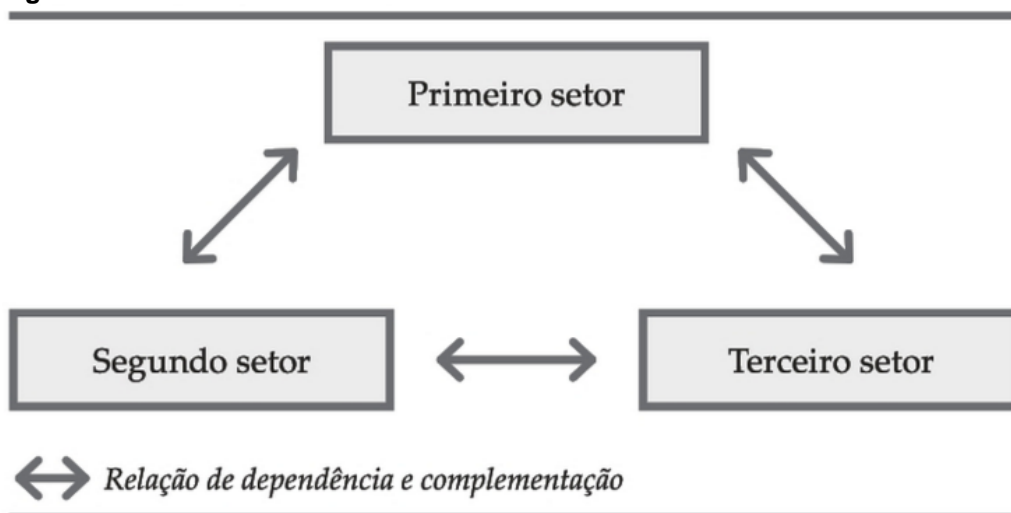 Primeiro setor
Segundo setor
Terceiro setor
Relação de dependência e complementação